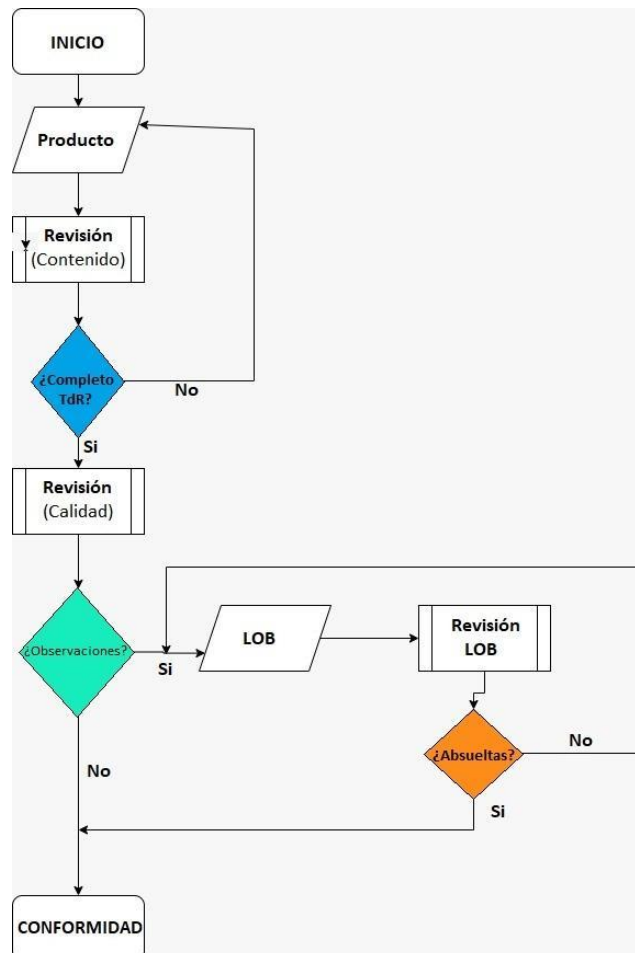 INICIO
Producto
Revisión
(Contenido)
¿Completo
TdR?
No
Si
Revisión
(Calidad)
¿Observaciones?
Si
LOB
Revisión
LOB
¿Absueltas?
No
No
Si
CONFORMIDAD